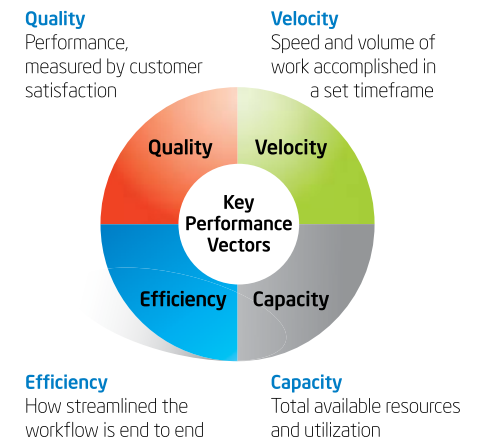 Quality
Performance,
measured by customer
satisfaction
Velocity
Speed and volume of
work accomplished in
a set timeframe
Quality
Velocity
Key
Performance
Vectors
Efficiency
Capacity
Efficiency
How streamlined the
workflow is end to end
Capacity
Total available resources
and utilization